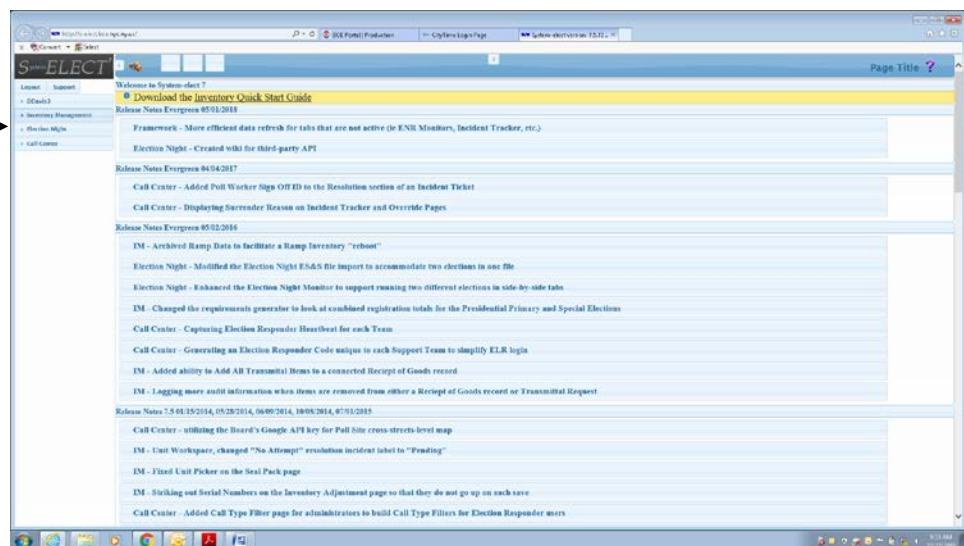 BOE Portal | Production
CityTime Login Page
Convert
Select
S-ELECT
Page Title ?
Logout Support
DDavis3
Inventory Management
Election Night
Call Center
Welcome to System-elect 7
Download the Inventory Quick Start Guide
Release Notes Evergreen 05/01/2018
Framework - More efficient data refresh for tabs that are not active (ie ENR Monitors, Incident Tracker, etc.)
Election Night - Created wiki for third-party API
Release Notes Evergreen 04/04/2017
Call Center - Added Poll Worker Sign Off ID to the Resolution section of an Incident Ticket
Call Center - Displaying Surrender Reason on Incident Tracker and Override Pages
Release Notes Evergreen 05/02/2016
IM - Archived Ramp Data to facilitate a Ramp Inventory "reboot"
Election Night - Modified the Election Night ES&S file import to accommodate two elections in one file
Election Night - Enhanced the Election Night Monitor to support running two different elections in side-by-side tabs
IM - Changed the requirements generator to look at combined registration totals for the Presidential Primary and Special Elections
Call Center - Capturing Election Responder Heartbeat for each Team
Call Center - Generating an Election Responder Code unique to each Support Team to simplify ELR login
IM - Added ability to Add All Transmital Items to a connected Reciept of Goods record
IM - Logging more audit information when items are removed from either a Reciept of Goods record or Transmittal Request
Release Notes 7.5 01/15/2014, 05/28/2014, 06/09/2014, 10/08/2014, 07/01/2015
Call Center - utilizing the Board's Google API key for Poll Site cross-streets-level map
IM - Unit Workspace, changed "No Attempt" resolution incident label to "Pending"
IM - Fixed Unit Picker on the Seal Pack page
IM - Striking out Serial Numbers on the Inventory Adjustment page so that they do not go up on each save
Call Center - Added Call Type Filter page for administrators to build Call Type Filters for Election Responder users